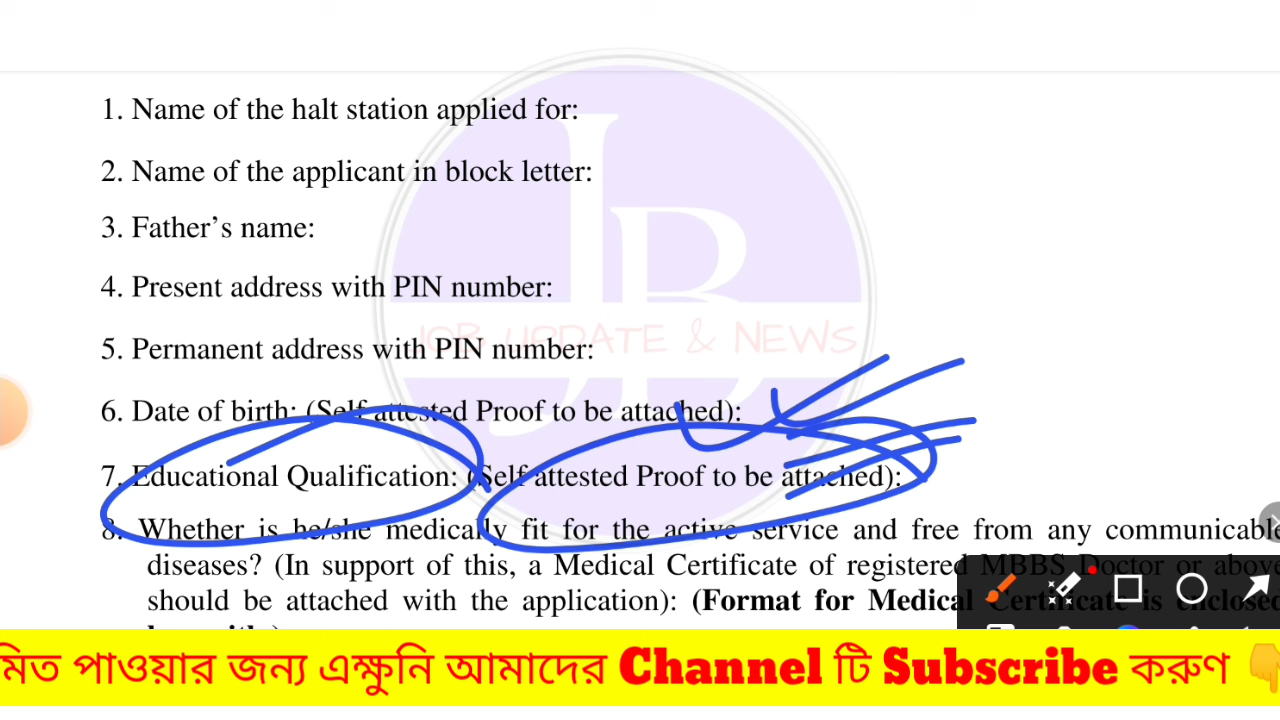 1. Name of the halt station applied for:
2. Name of the applicant in block letter:
3. Father’s name:
4. Present address with PIN number:
JOB UPDATE & NEWS
5. Permanent address with PIN number:
6. Date of birth: (Self attested Proof to be attached):
7. Educational Qualification: (Self attested Proof to be attached):
8. Whether is he/she medically fit for the active service and free from any communicable
diseases? (In support of this, a Medical Certificate of registered MBBS Doctor or above
should be attached with the application): (Format for Medical Certificate is enclosed
মিত পাওয়ার জন্য এক্ষুনি আমাদের Channel টি Subscribe করুণ